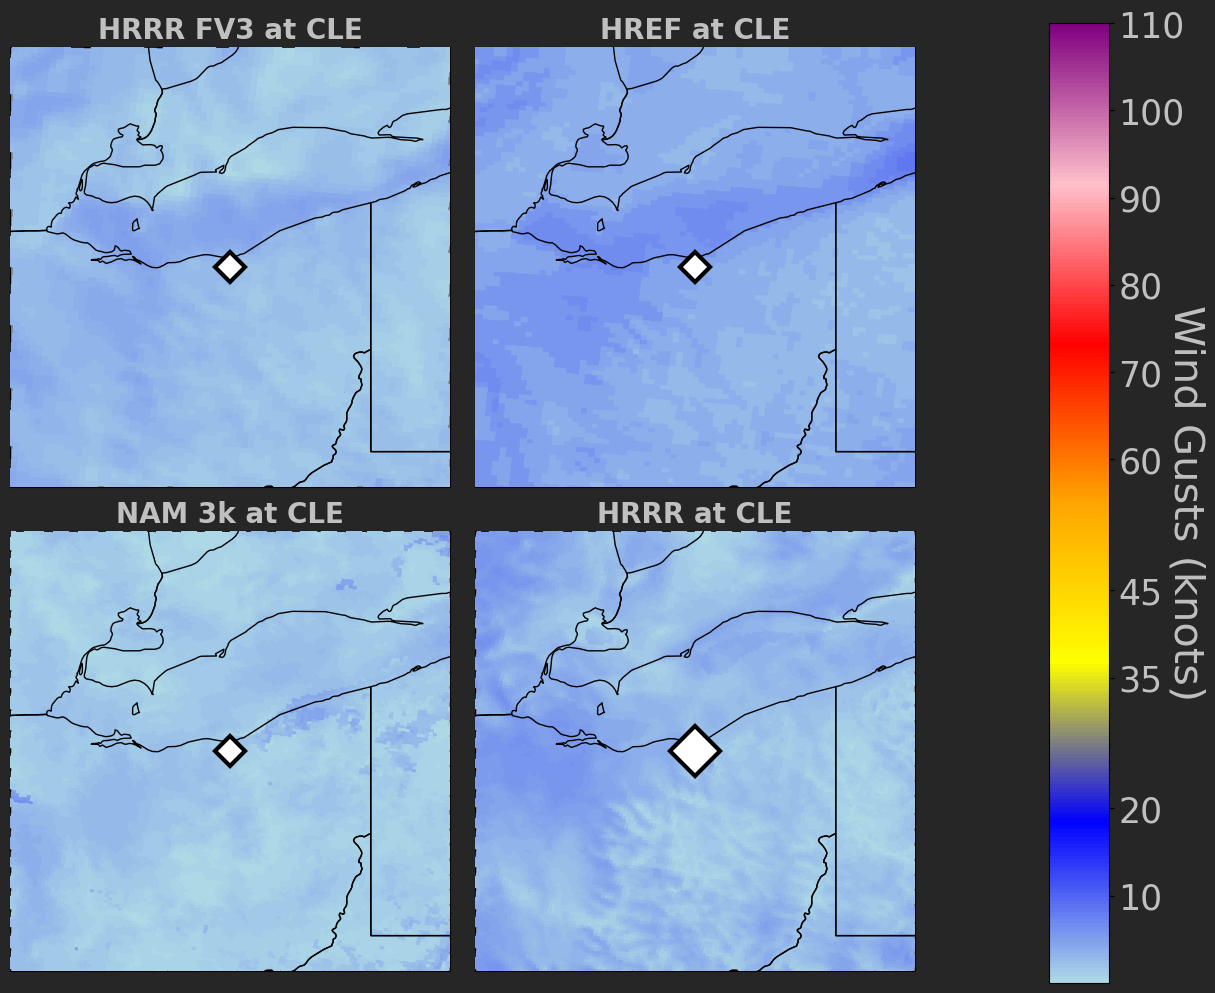 HRRR FV3 at CLE
HREF at CLE
NAM 3k at CLE
HRRR at CLE
110
100
90
80
70
60
45
35
20
10
Wind Gusts (knots)